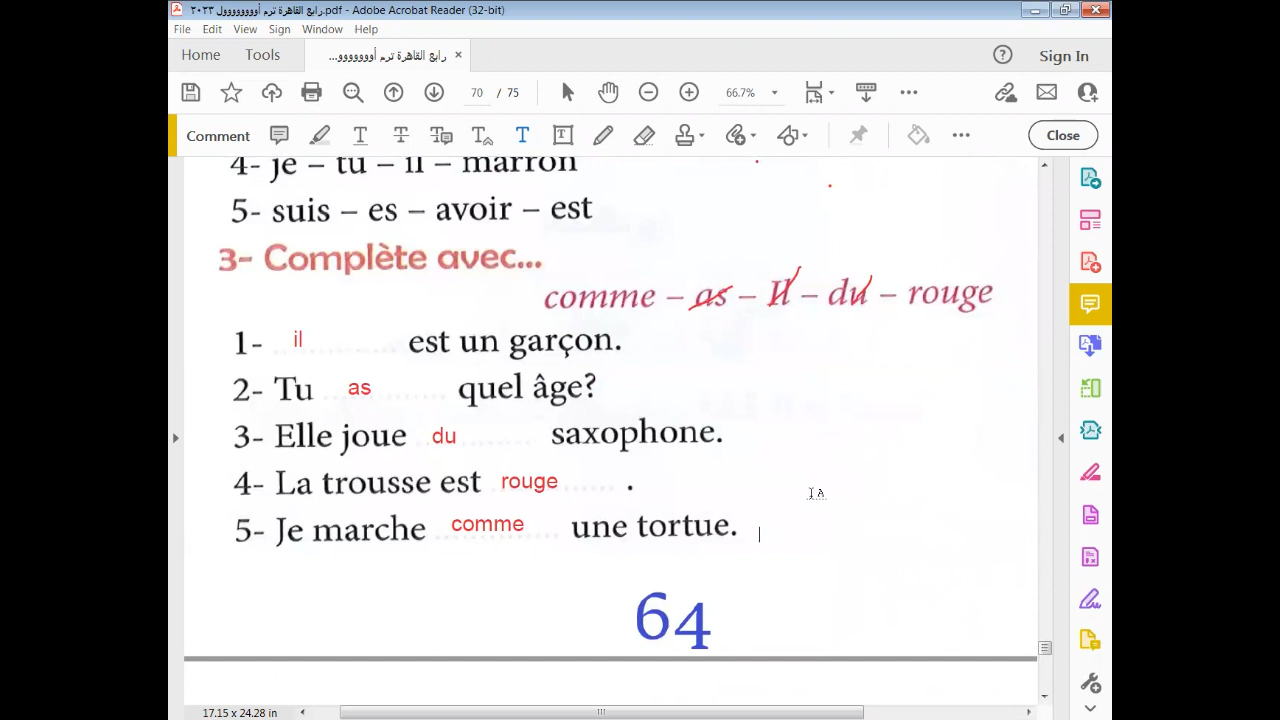 رابع القاهرة ترم أوووووووول ٢٠٢٣.pdf - Adobe Acrobat Reader (32-bit)
File Edit View Sign Window Help
Home Tools رابع القاهرة ترم أووووووو... × ? Sign In
70 / 75 66.7%
Comment Close
4- je – tu – il – marron
5- suis – es – avoir – est
3- Complète avec...
comme – as – Il – du – rouge
1- il est un garçon.
2- Tu as quel âge?
3- Elle joue du saxophone.
4- La trousse est rouge .
5- Je marche comme une tortue.
64
17.15 x 24.28 in